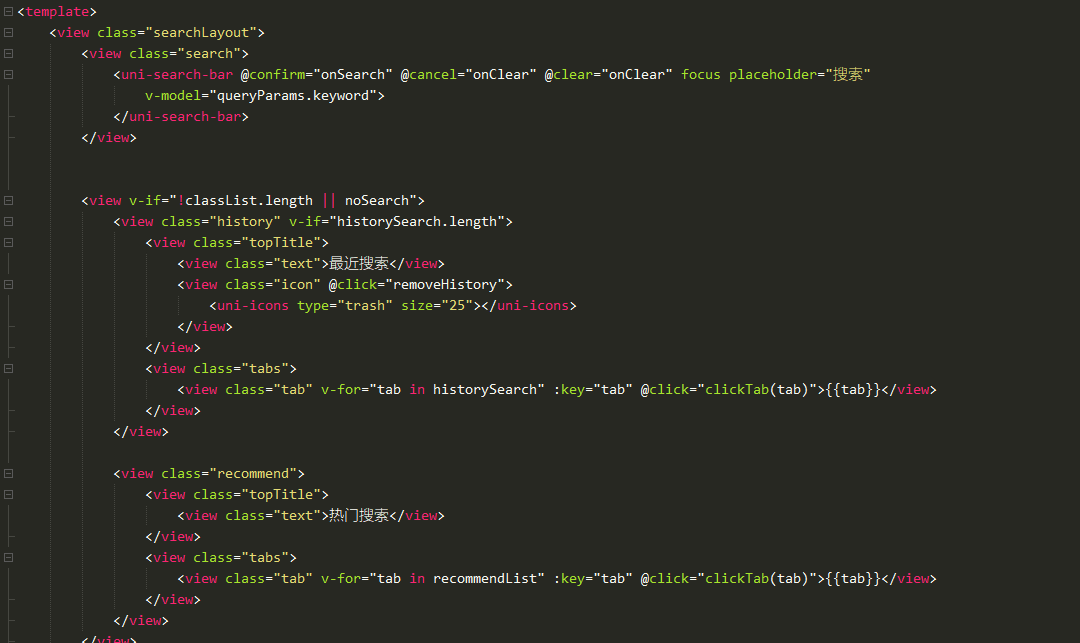 <template>
<view class="searchLayout">
<view class="search">
<uni-search-bar @confirm="onSearch" @cancel="onClear" @clear="onClear" focus placeholder="搜索"
v-model="queryParams.keyword">
</uni-search-bar>
</view>
<view v-if="!classList.length || noSearch">
<view class="history" v-if="historySearch.length">
<view class="topTitle">
<view class="text">最近搜索</view>
<view class="icon" @click="removeHistory">
<uni-icons type="trash" size="25"></uni-icons>
</view>
</view>
<view class="tabs">
<view class="tab" v-for="tab in historySearch" :key="tab" @click="clickTab(tab)">{{tab}}</view>
</view>
</view>
<view class="recommend">
<view class="topTitle">
<view class="text">热门搜索</view>
</view>
<view class="tabs">
<view class="tab" v-for="tab in recommendList" :key="tab" @click="clickTab(tab)">{{tab}}</view>
</view>
</view>
</view>